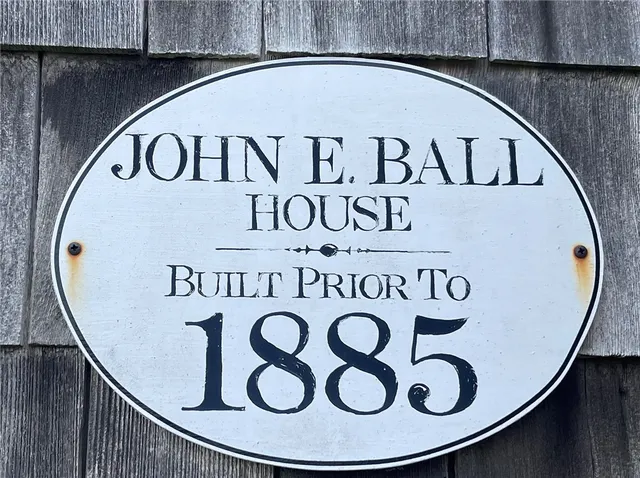 JOHN E. BALL
HOUSE
BUILT PRIOR TO
1885